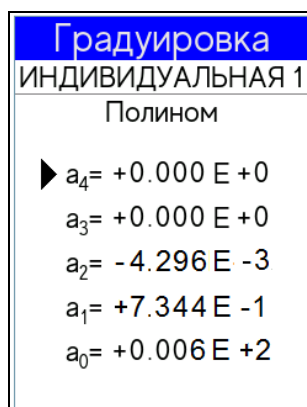 Градуировка
ИНДИВИДУАЛЬНАЯ 1
Полином
a₄= +0.000 E +0
a₃= +0.000 E +0
a₂= -4.296 E -3
a₁= +7.344 E -1
a₀= +0.006 E +2